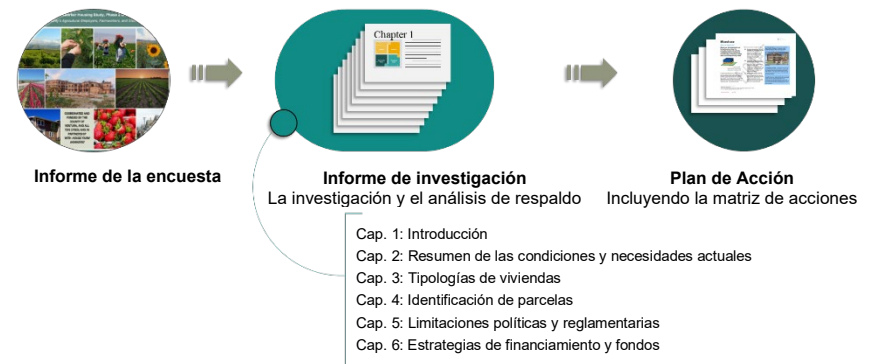 Chapter 1
Informe de la encuesta
Informe de investigación
La investigación y el análisis de respaldo
Plan de Acción
Incluyendo la matriz de acciones
Cap. 1: Introducción
Cap. 2: Resumen de las condiciones y necesidades actuales
Cap. 3: Tipologías de viviendas
Cap. 4: Identificación de parcelas
Cap. 5: Limitaciones políticas y reglamentarias
Cap. 6: Estrategias de financiamiento y fondos